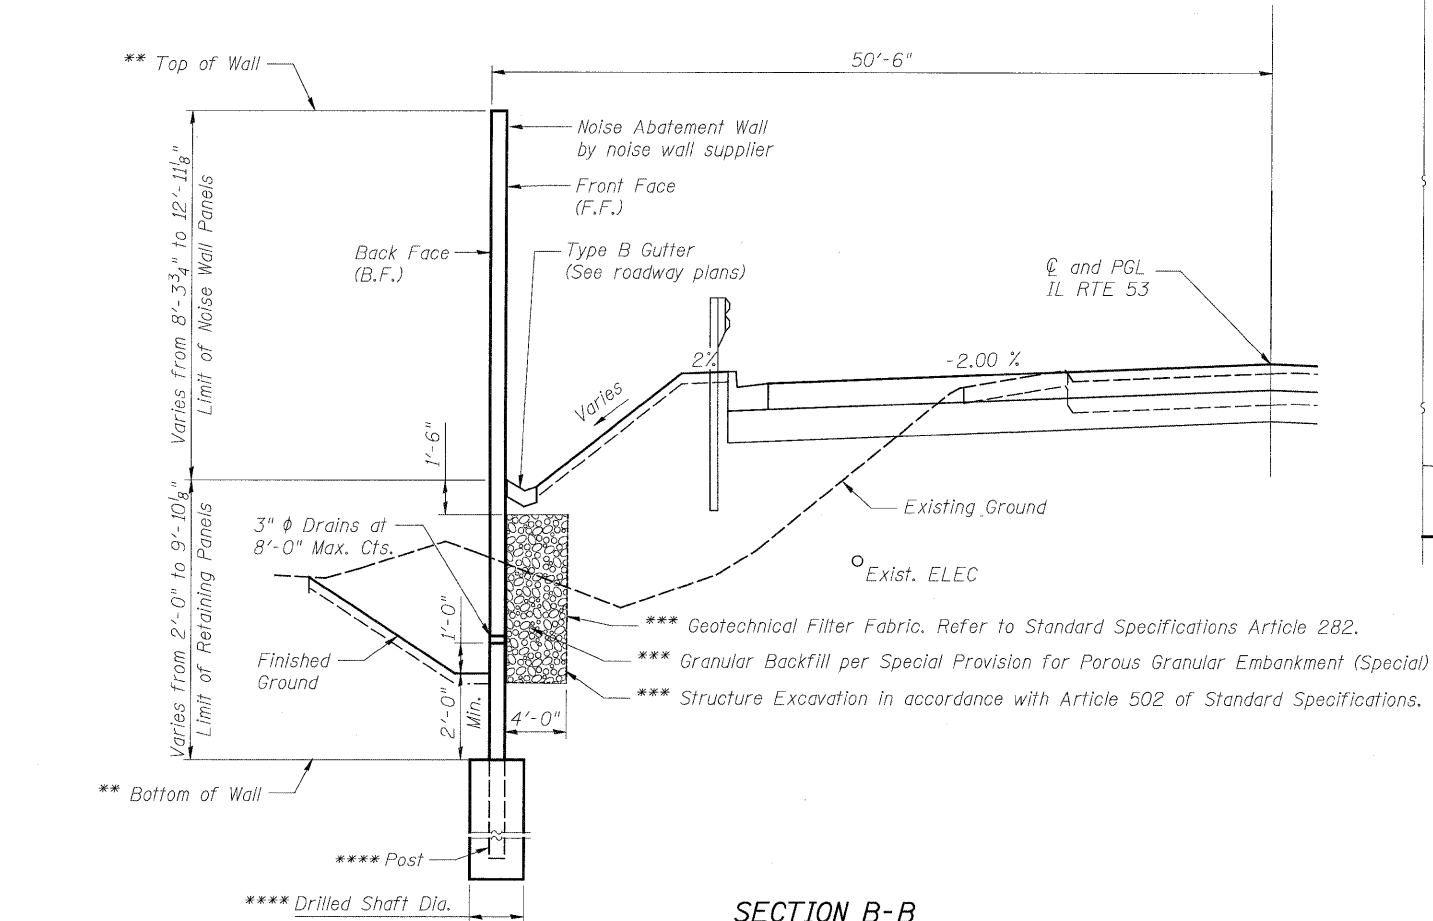 ** Top of Wall
50'-6"
Noise Abatement Wall
by noise wall supplier
Front Face
(F.F.)
Back Face
(B.F.)
Type B Gutter
(See roadway plans)
℄ and PGL
IL RTE 53
Varies from 8'-3¾" to 12'-11⅛"
Limit of Noise Wall Panels
2%
-2.00 %
Varies
1'-6"
Existing Ground
3" ϕ Drains at
8'-0" Max. Cts.
Exist. ELEC
Varies from 2'-0" to 9'-10⅛"
Limit of Retaining Panels
1'-0"
*** Geotechnical Filter Fabric. Refer to Standard Specifications Article 282.
Finished
Ground
*** Granular Backfill per Special Provision for Porous Granular Embankment (Special)
*** Structure Excavation in accordance with Article 502 of Standard Specifications.
2'-0"
Min.
4'-0"
** Bottom of Wall
**** Post
**** Drilled Shaft Dia.
SECTION B-B